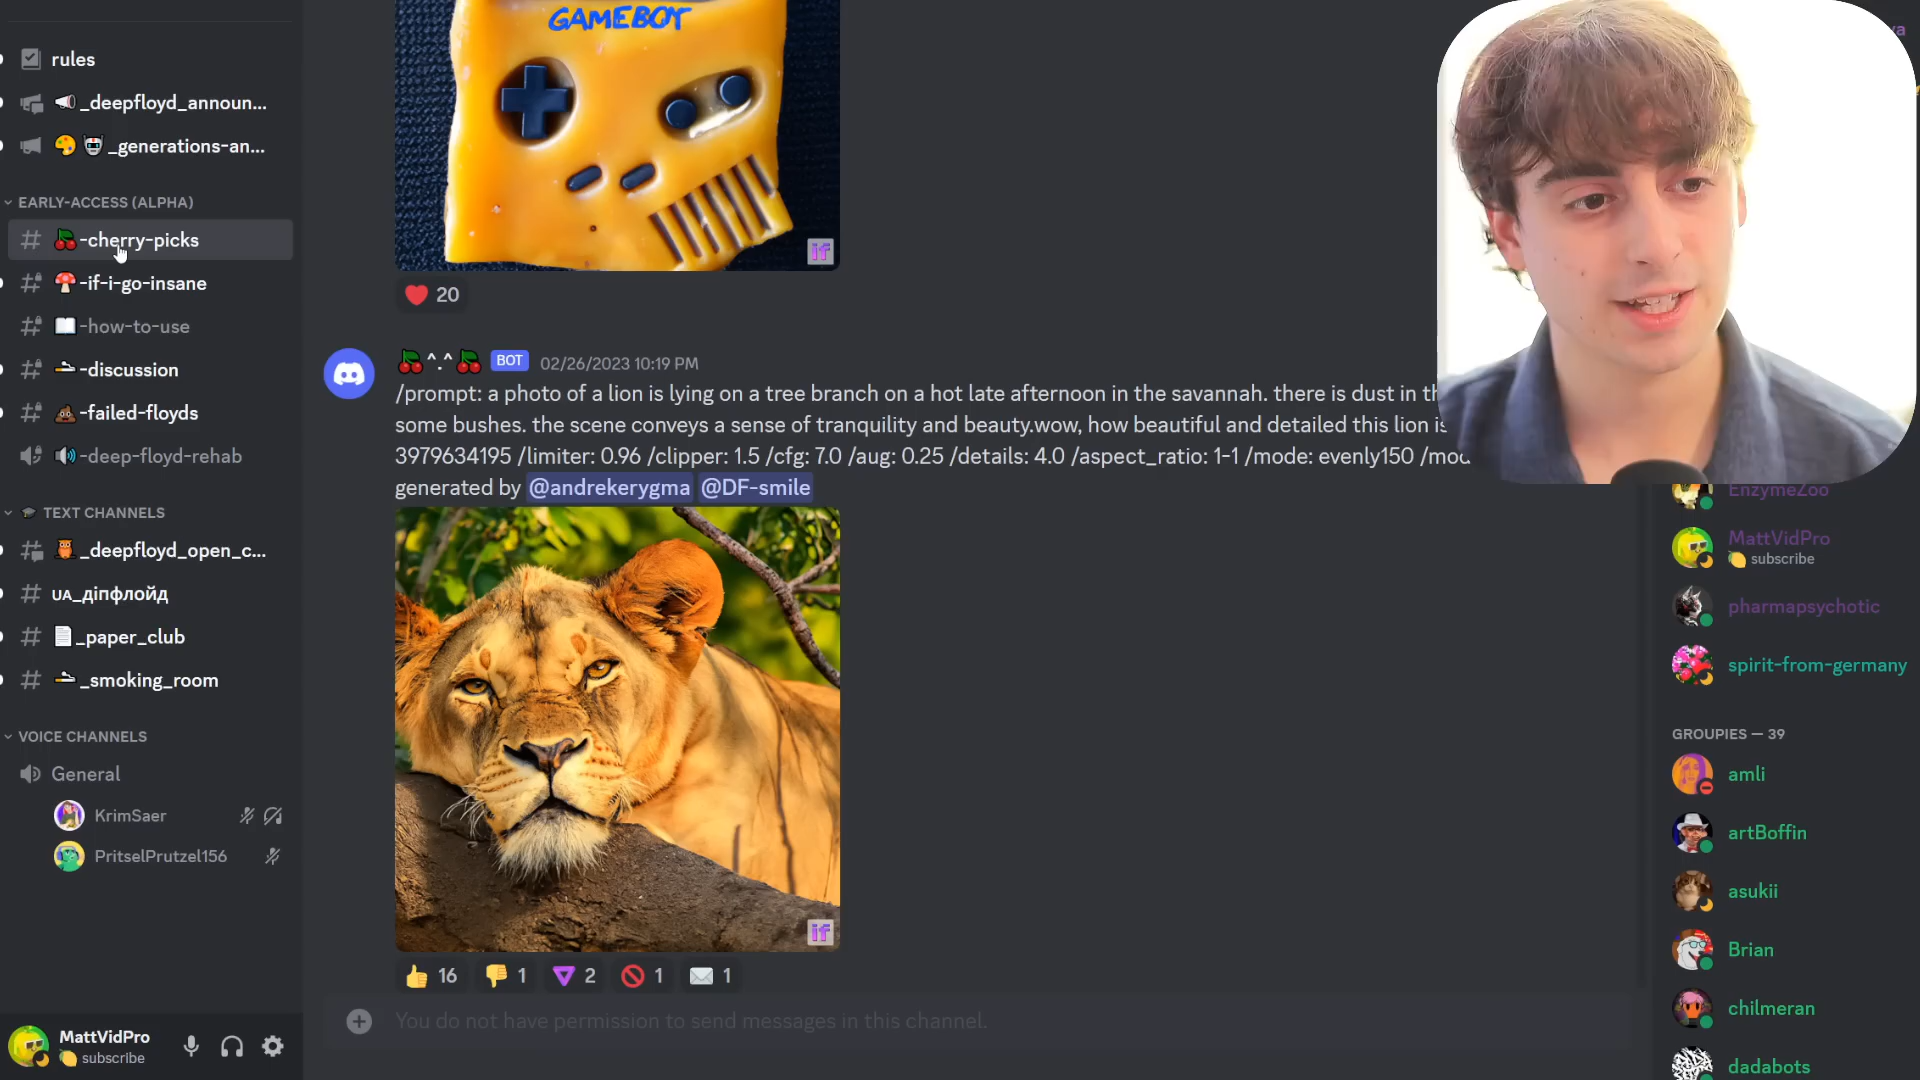 rules
_deepfloyd_announ...
_generations-an...
EARLY-ACCESS (ALPHA)
-cherry-picks
-if-i-go-insane
-how-to-use
-discussion
-failed-floyds
-deep-floyd-rehab
TEXT CHANNELS
_deepfloyd_open_c...
UA_діпфлойд
_paper_club
_smoking_room
VOICE CHANNELS
General
KrimSaer
PritselPrutzel156
MattVidPro
subscribe
GAMEBOY
if
20
^.^ BOT 02/26/2023 10:19 PM
/prompt: a photo of a lion is lying on a tree branch on a hot late afternoon in the savannah. there is dust in th
some bushes. the scene conveys a sense of tranquility and beauty.wow, how beautiful and detailed this lion is
3979634195 /limiter: 0.96 /clipper: 1.5 /cfg: 7.0 /aug: 0.25 /details: 4.0 /aspect_ratio: 1-1 /mode: evenly150 /mod
generated by @andrekerygma @DF-smile
if
16 1 2 1 1
You do not have permission to send messages in this channel.
EnzymeZoo
MattVidPro
subscribe
pharmapsychotic
spirit-from-germany
GROUPIES — 39
amli
artBoffin
asukii
Brian
chilmeran
dadabots